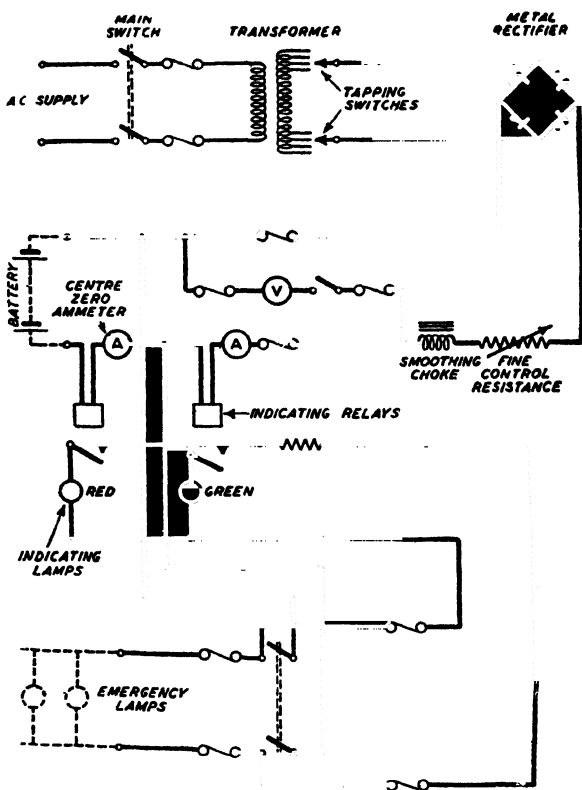 MAIN
SWITCH
TRANSFORMER
METAL
RECTIFIER
AC SUPPLY
TAPPING
SWITCHES
BATTERY
CENTRE
ZERO
AMMETER
V
A
A
SMOOTHING
CHOKE
FINE
CONTROL
RESISTANCE
INDICATING RELAYS
RED
GREEN
INDICATING
LAMPS
EMERGENCY
LAMPS